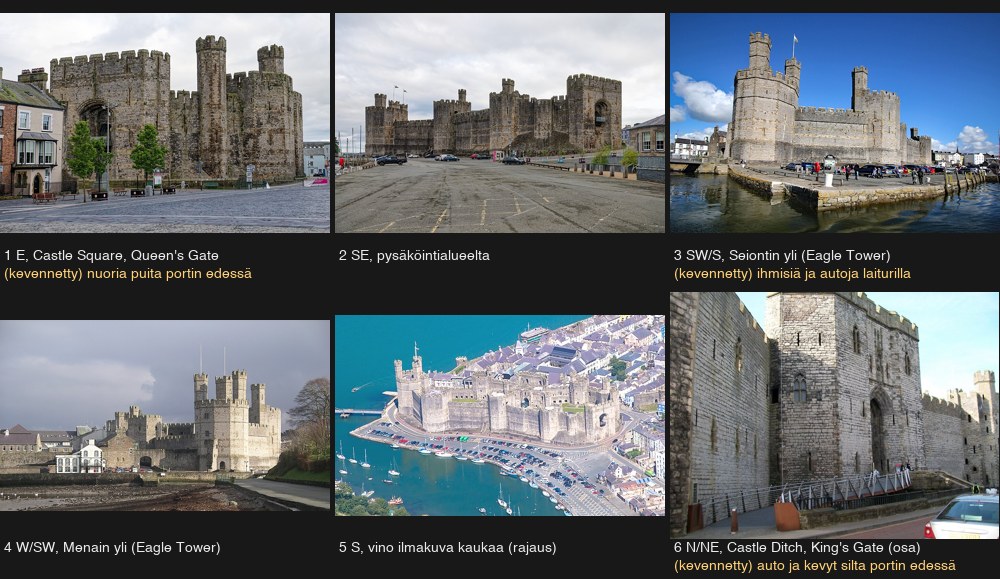 1 E, Castle Square, Queen's Gate
(kevennetty) nuoria puita portin edessä
2 SE, pysäköintialueelta
3 SW/S, Seiontin yli (Eagle Tower)
(kevennetty) ihmisiä ja autoja laiturilla
4 W/SW, Menain yli (Eagle Tower)
5 S, vino ilmakuva kaukaa (rajaus)
6 N/NE, Castle Ditch, King's Gate (osa)
(kevennetty) auto ja kevyt silta portin edessä